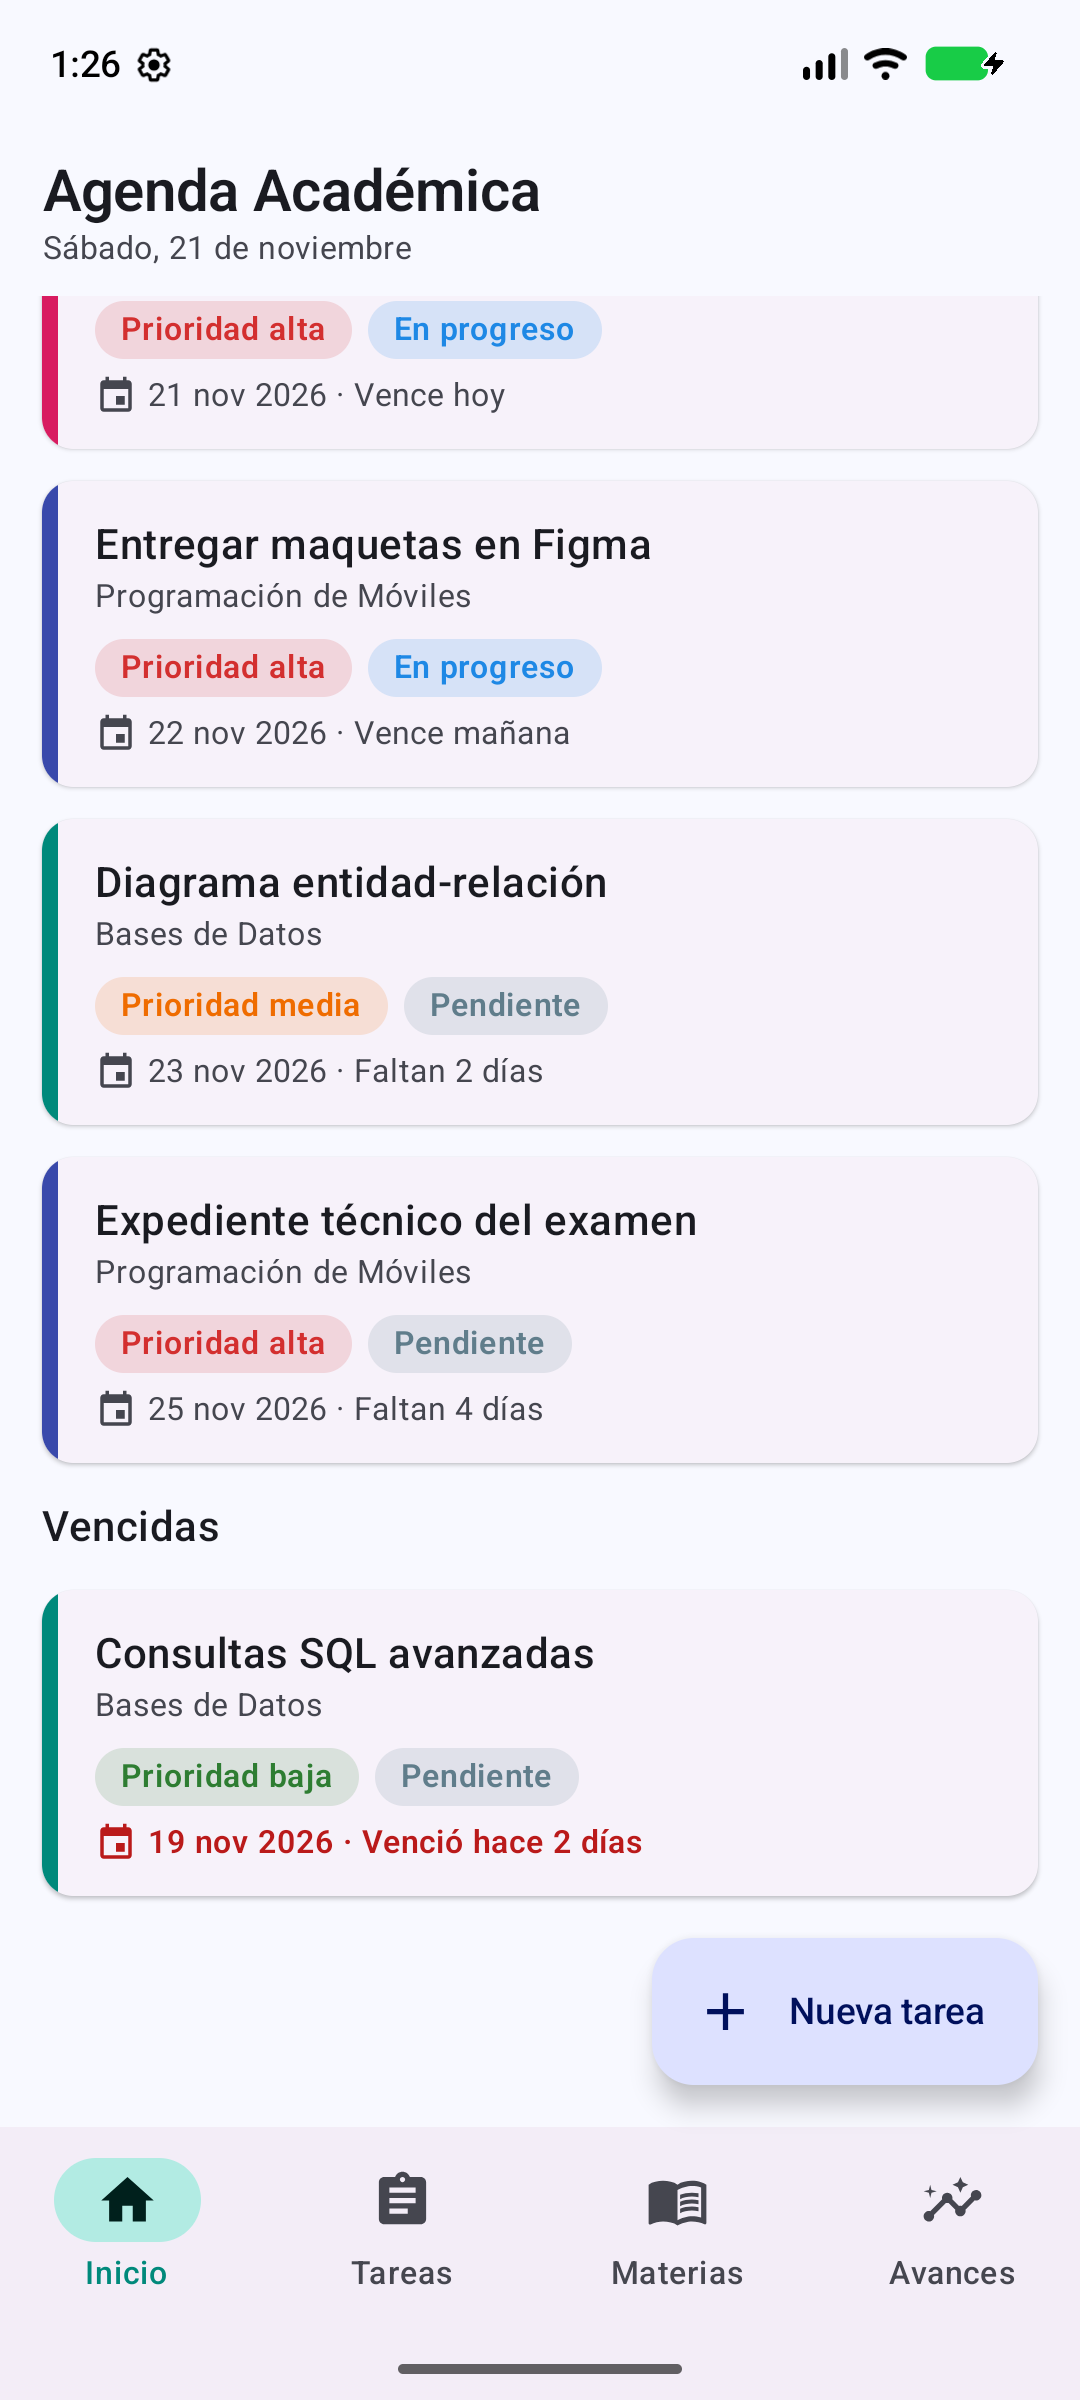 1:26
Agenda Académica
Sábado, 21 de noviembre
Prioridad alta En progreso
21 nov 2026 · Vence hoy
Entregar maquetas en Figma
Programación de Móviles
Prioridad alta En progreso
22 nov 2026 · Vence mañana
Diagrama entidad-relación
Bases de Datos
Prioridad media Pendiente
23 nov 2026 · Faltan 2 días
Expediente técnico del examen
Programación de Móviles
Prioridad alta Pendiente
25 nov 2026 · Faltan 4 días
Vencidas
Consultas SQL avanzadas
Bases de Datos
Prioridad baja Pendiente
19 nov 2026 · Venció hace 2 días
Nueva tarea
Inicio Tareas Materias Avances